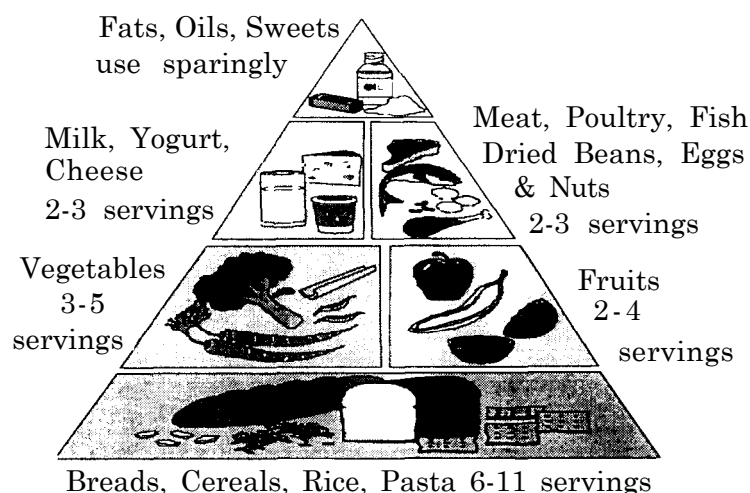 Fats, Oils, Sweets
use sparingly
OIL
Milk, Yogurt,
Cheese
2-3 servings
Meat, Poultry, Fish
Dried Beans, Eggs
& Nuts
2-3 servings
Vegetables
3-5
servings
Fruits
2-4
servings
Breads, Cereals, Rice, Pasta 6-11 servings